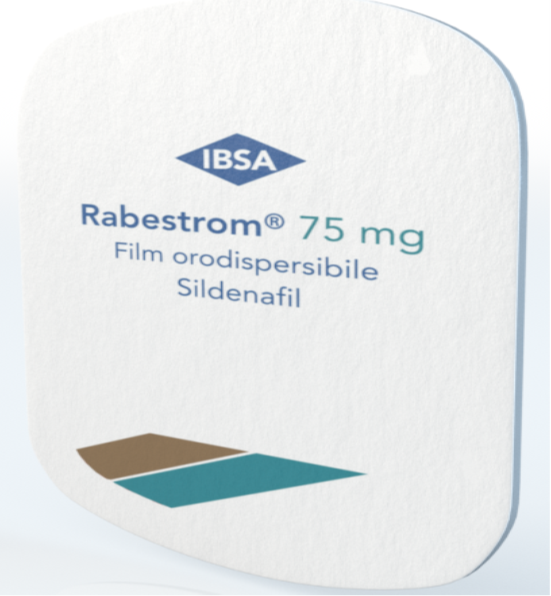 IBSA
Rabestrom® 75 mg
Film orodispersibile
Sildenafil